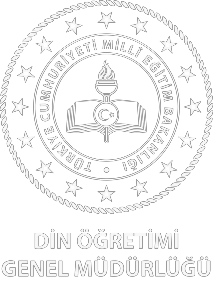 TÜRKİYE CUMHURİYETİ MİLLÎ EĞİTİM BAKANLIĞI
DİN ÖĞRETİMİ
GENEL MÜDÜRLÜĞÜ